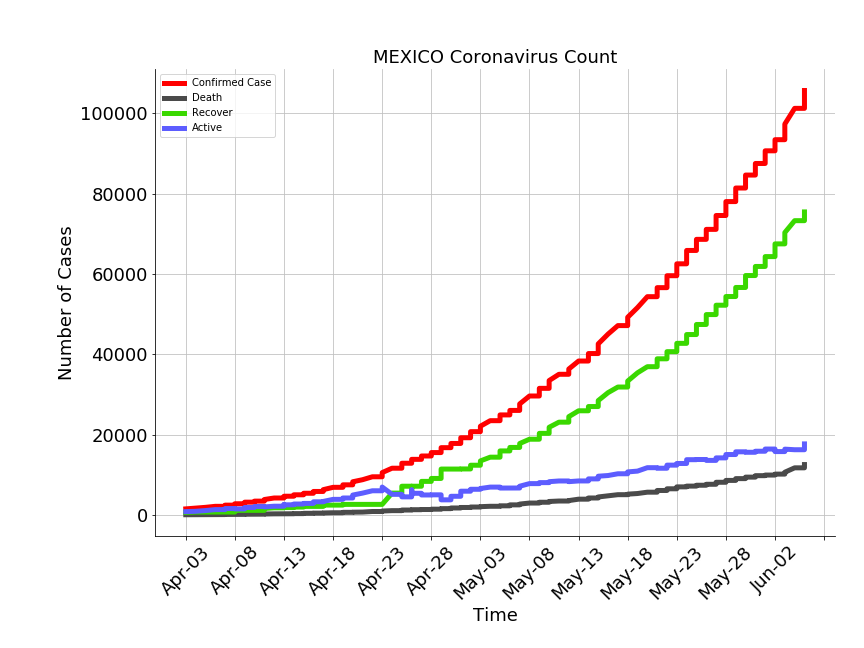 MEXICO Coronavirus Count
Confirmed Case
Death
Recover
Active
100000
80000
60000
40000
20000
0
Number of Cases
Apr-03
Apr-08
Apr-13
Apr-18
Apr-23
Apr-28
May-03
May-08
May-13
May-18
May-23
May-28
Jun-02
Time